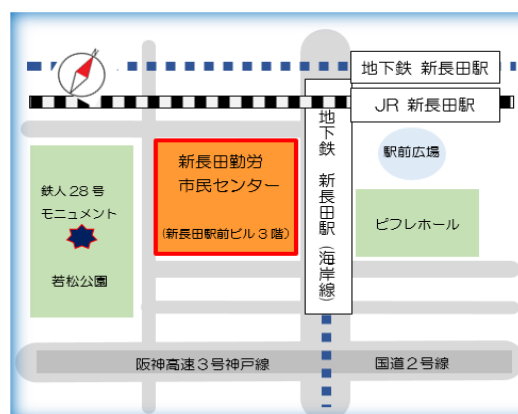 N
地下鉄 新長田駅
JR 新長田駅
地下鉄 新長田駅(海岸線)
新長田勤労
市民センター
(新長田駅前ビル3階)
駅前広場
鉄人28号
モニュメント
若松公園
ピフレホール
阪神高速3号神戸線
国道2号線